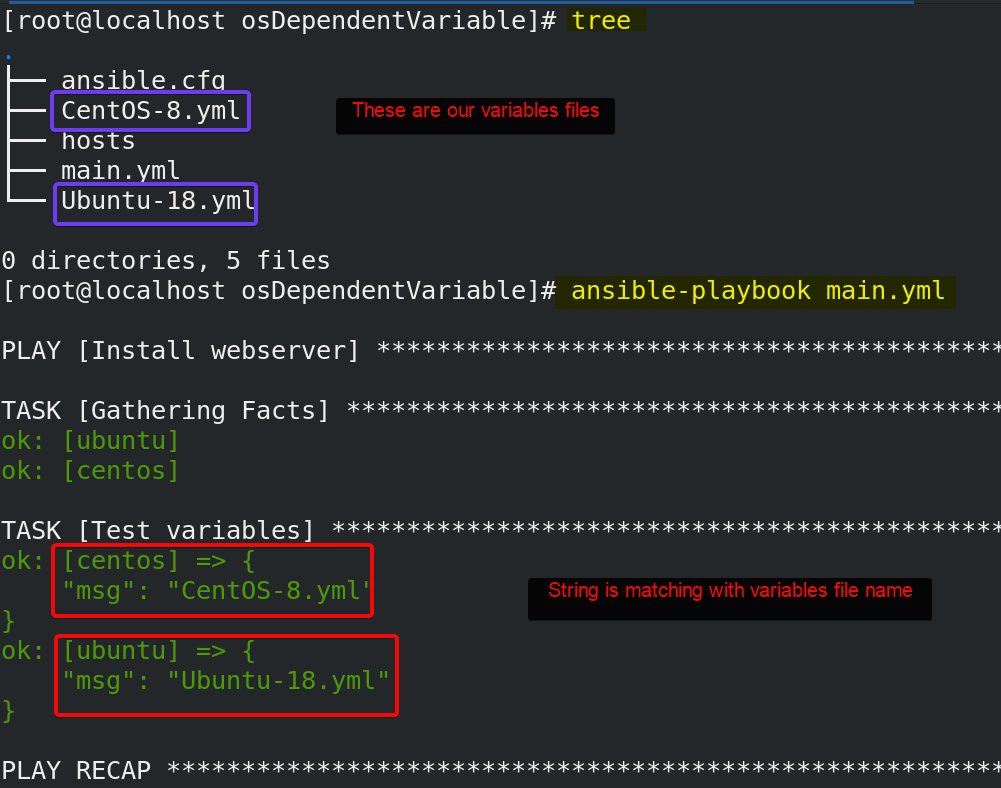 [root@localhost osDependentVariable]# tree
.
├── ansible.cfg
├── CentOS-8.yml
These are our variables files
├── hosts
├── main.yml
└── Ubuntu-18.yml
0 directories, 5 files
[root@localhost osDependentVariable]# ansible-playbook main.yml
PLAY [Install webserver] ******************************************
TASK [Gathering Facts] ********************************************
ok: [ubuntu]
ok: [centos]
TASK [Test variables] *********************************************
ok: [centos] => {
"msg": "CentOS-8.yml"
String is matching with variables file name
}
ok: [ubuntu] => {
"msg": "Ubuntu-18.yml"
}
PLAY RECAP ********************************************************